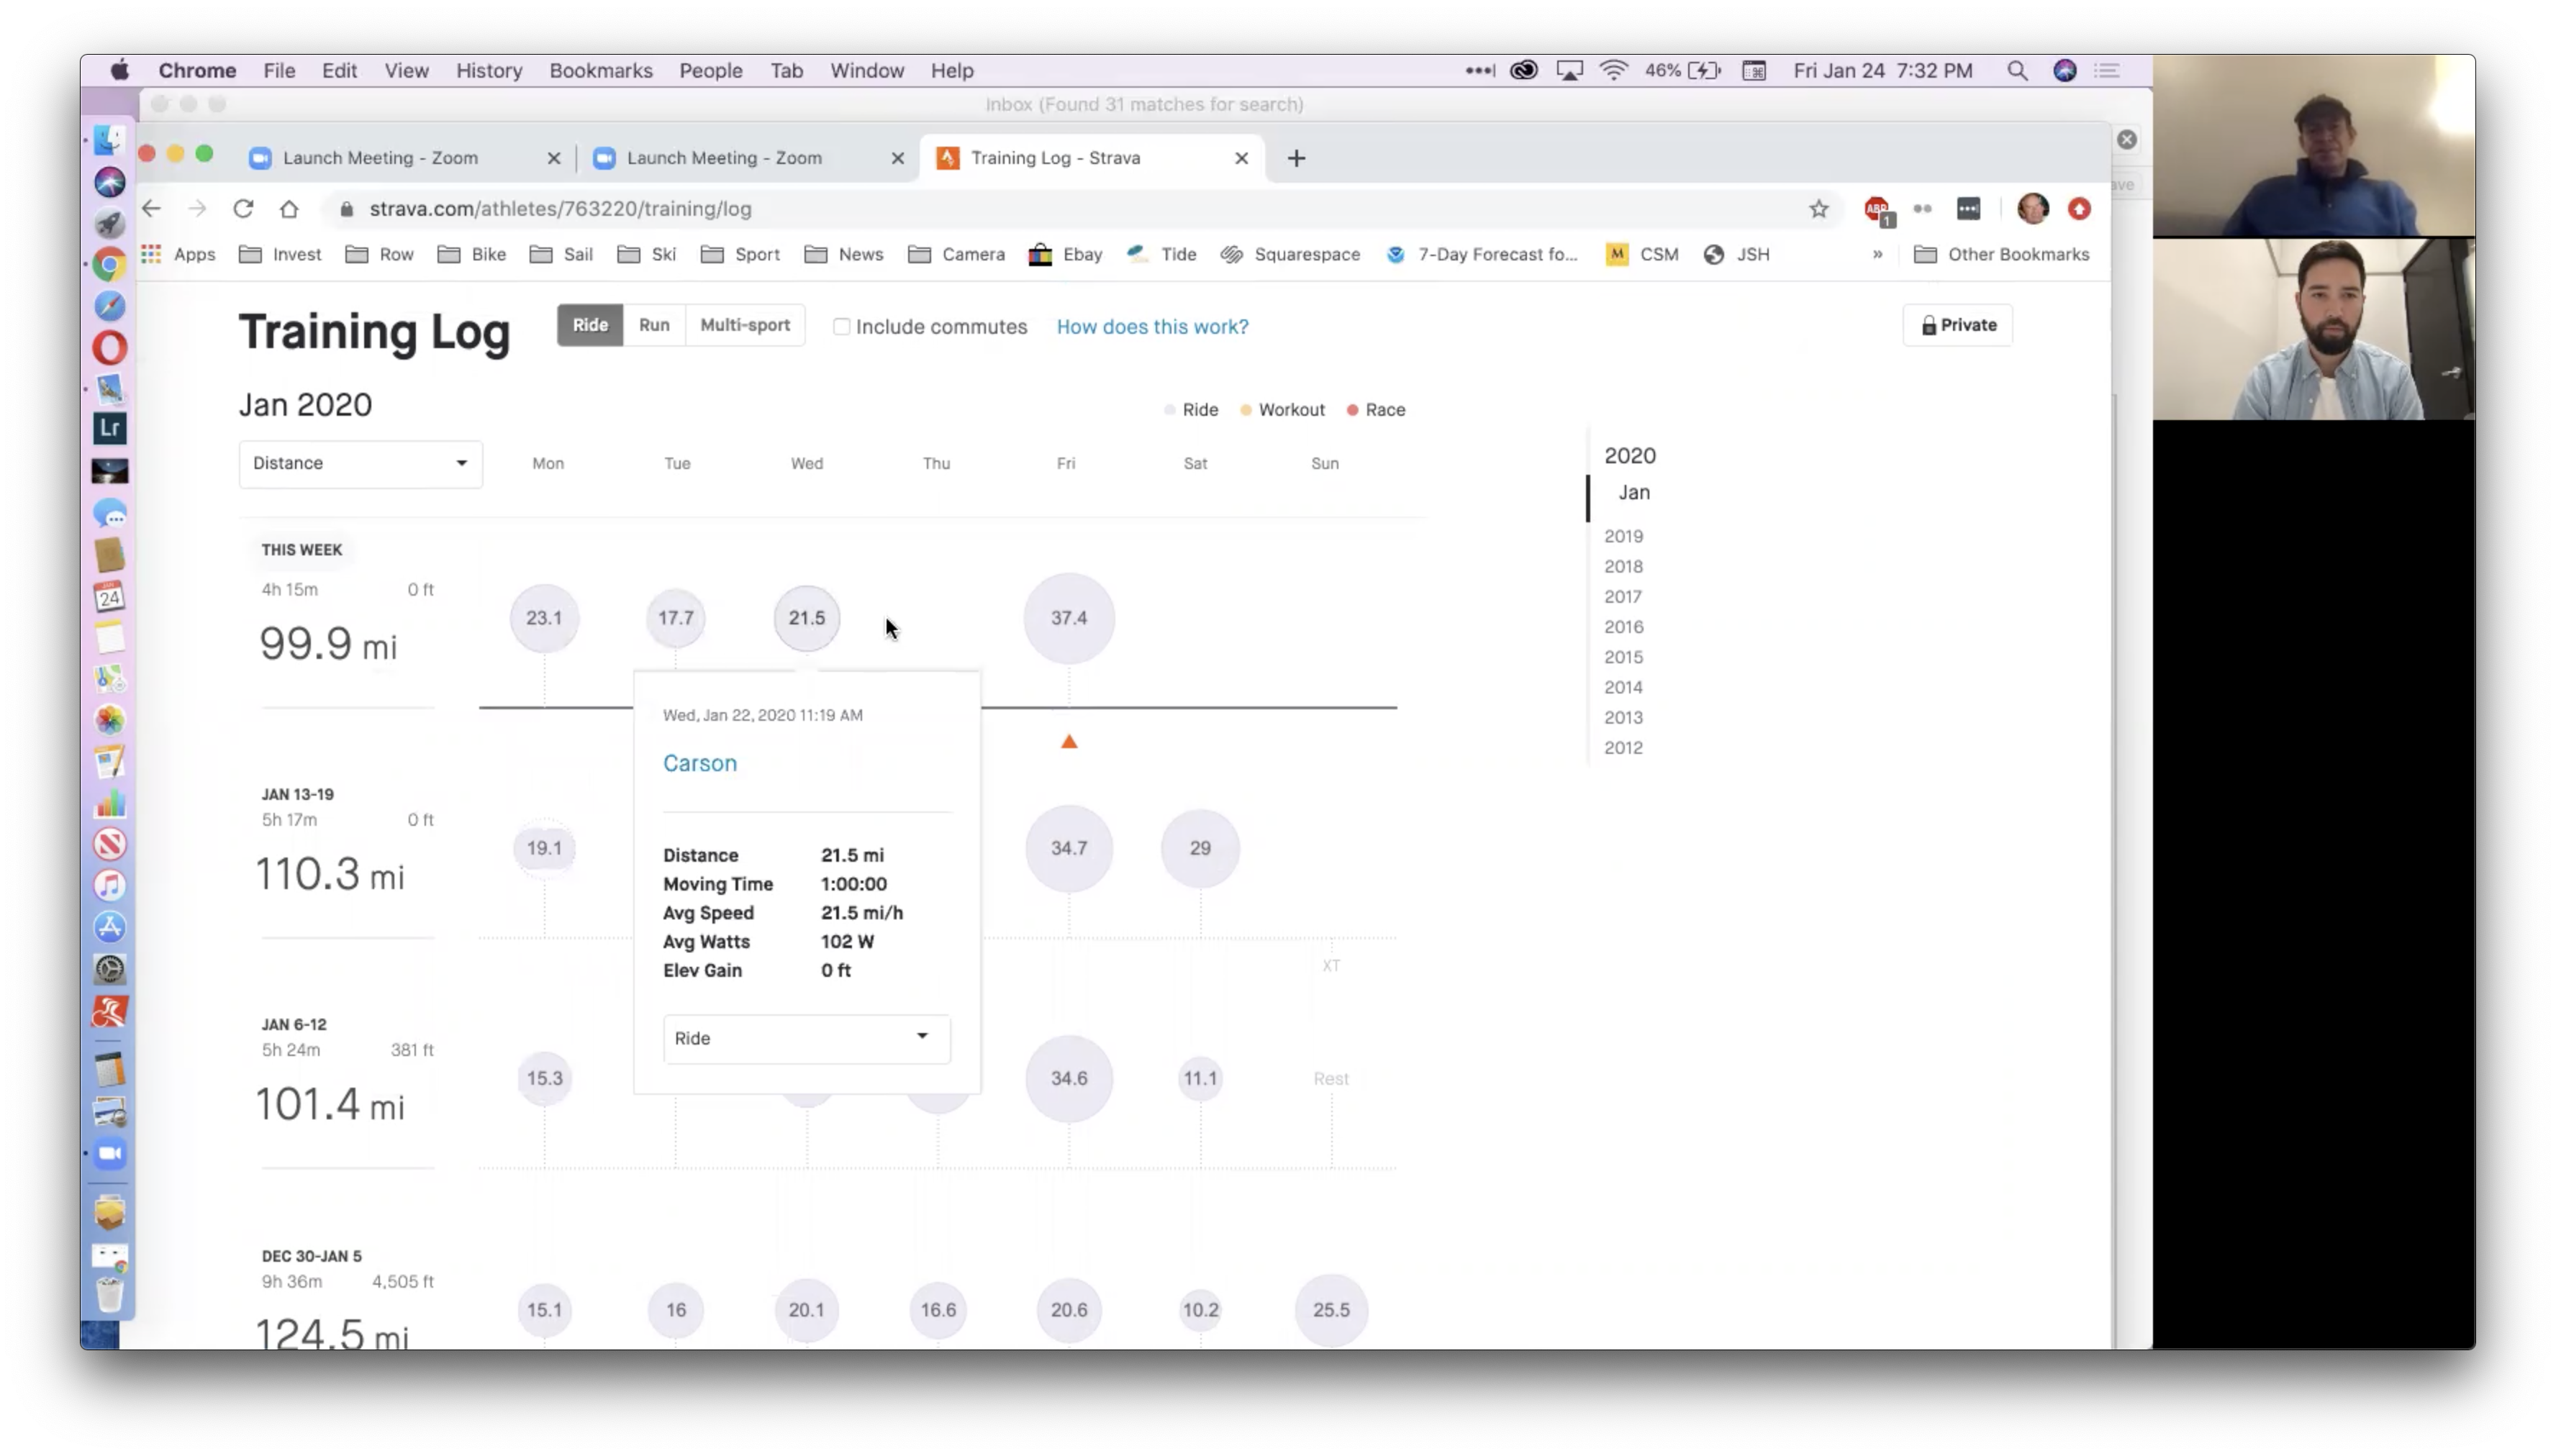 Chrome File Edit View History Bookmarks People Tab Window Help 46% Fri Jan 24 7:32 PM
Inbox (Found 31 matches for search)
Launch Meeting - Zoom Launch Meeting - Zoom Training Log - Strava
strava.com/athletes/763220/training/log ABP 1
Apps Invest Row Bike Sail Ski Sport News Camera Ebay Tide Squarespace 7-Day Forecast fo... M CSM JSH » Other Bookmarks
Training Log Ride Run Multi-sport Include commutes How does this work? Private
Jan 2020 Ride Workout Race
Distance Mon Tue Wed Thu Fri Sat Sun
2020
Jan
2019
2018
2017
2016
2015
2014
2013
2012
THIS WEEK
4h 15m 0 ft
99.9 mi
23.1 17.7 21.5 37.4
Wed, Jan 22, 2020 11:19 AM
Carson
Distance 21.5 mi
Moving Time 1:00:00
Avg Speed 21.5 mi/h
Avg Watts 102 W
Elev Gain 0 ft
Ride
JAN 13-19
5h 17m 0 ft
110.3 mi
19.1 34.7 29
XT
JAN 6-12
5h 24m 381 ft
101.4 mi
15.3 34.6 11.1 Rest
DEC 30-JAN 5
9h 36m 4,505 ft
124.5 mi
15.1 16 20.1 16.6 20.6 10.2 25.5
Lr
JAN
24